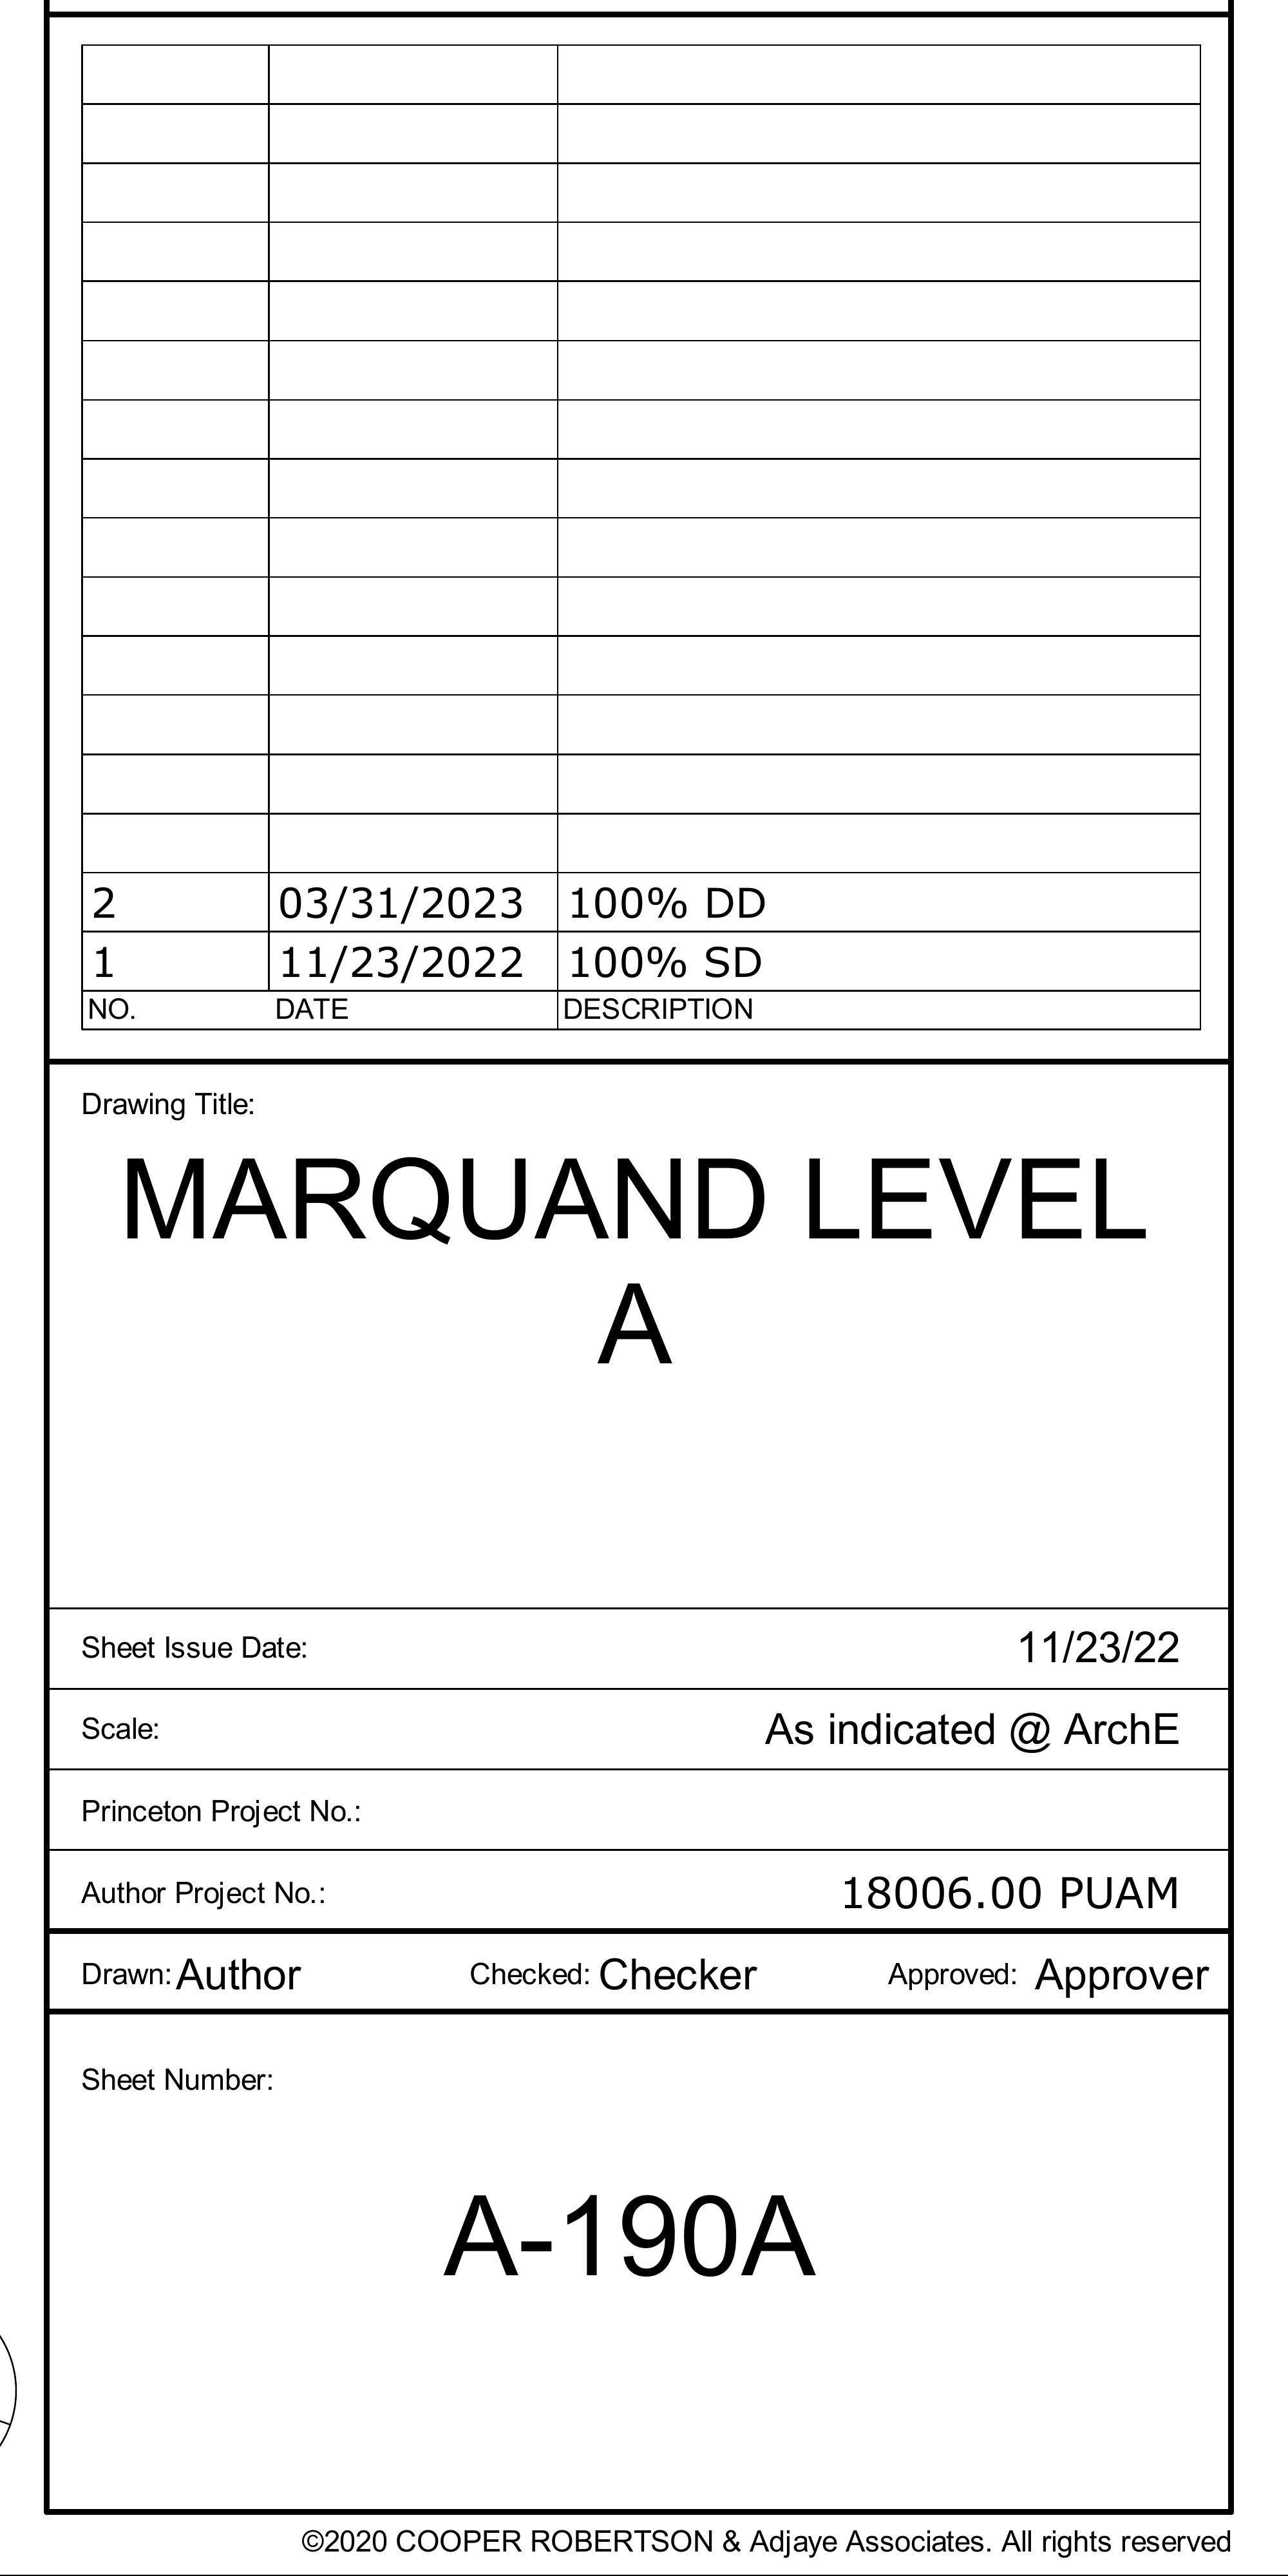 2 03/31/2023 100% DD
1 11/23/2022 100% SD
NO. DATE DESCRIPTION
Drawing Title:
MARQUAND LEVEL
A
Sheet Issue Date: 11/23/22
Scale: As indicated @ ArchE
Princeton Project No.:
Author Project No.: 18006.00 PUAM
Drawn: Author Checked: Checker Approved: Approver
Sheet Number:
A-190A
©2020 COOPER ROBERTSON & Adjaye Associates. All rights reserved